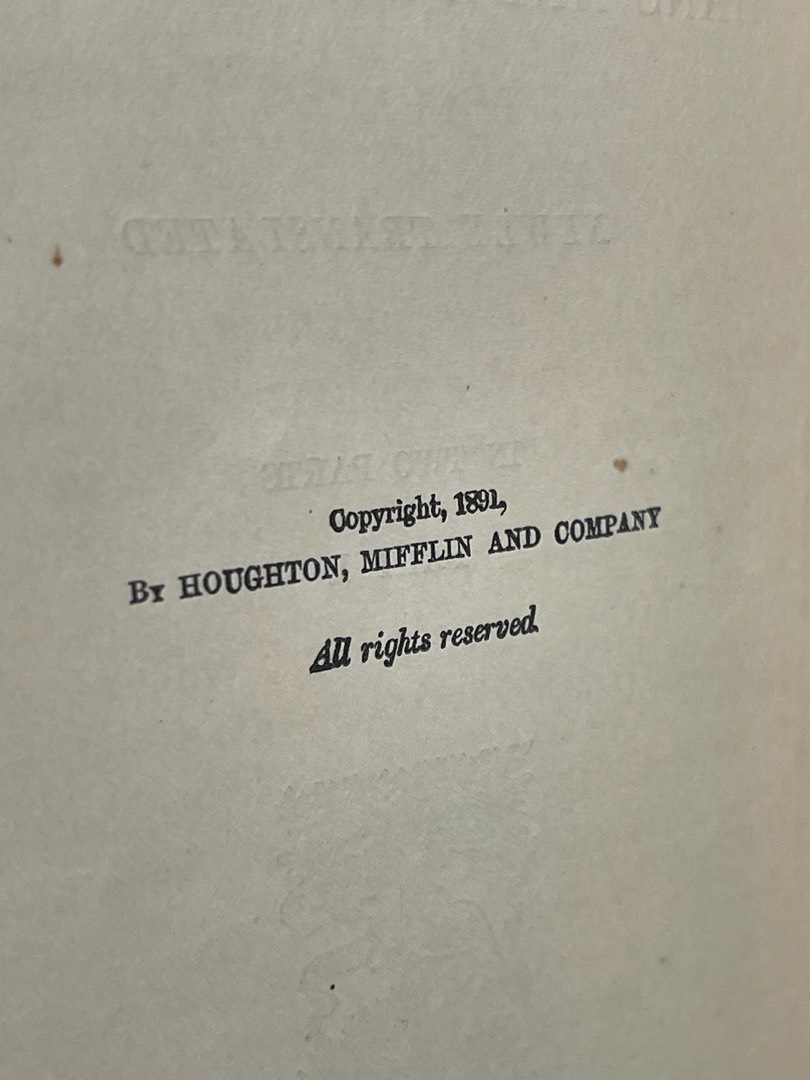 Copyright, 1891,
By HOUGHTON, MIFFLIN AND COMPANY
All rights reserved.